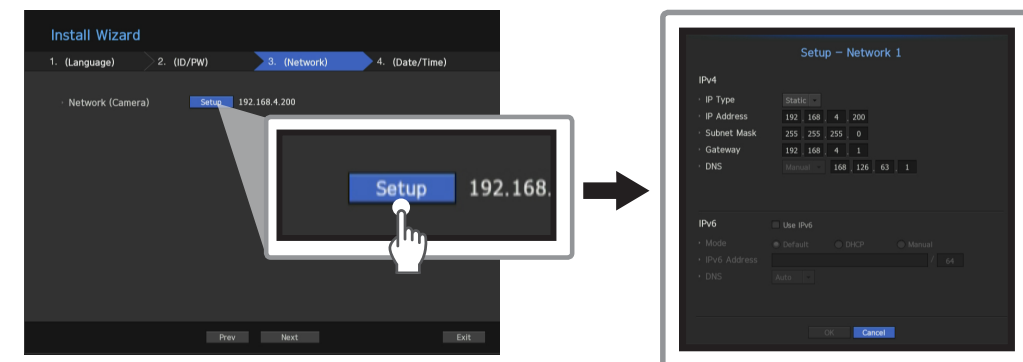 Install Wizard
1. (Language) 2. (ID/PW) 3. (Network) 4. (Date/Time)
· Network (Camera) Setup 192.168.4.200
Setup 192.168.
Prev Next Exit
Setup – Network 1
IPv4
· IP Type Static
· IP Address 192 168 4 200
· Subnet Mask 255 255 255 0
· Gateway 192 168 4 1
· DNS Manual 168 126 63 1
IPv6 Use IPv6
· Mode Default DHCP Manual
· IPv6 Address / 64
· DNS Auto
OK Cancel